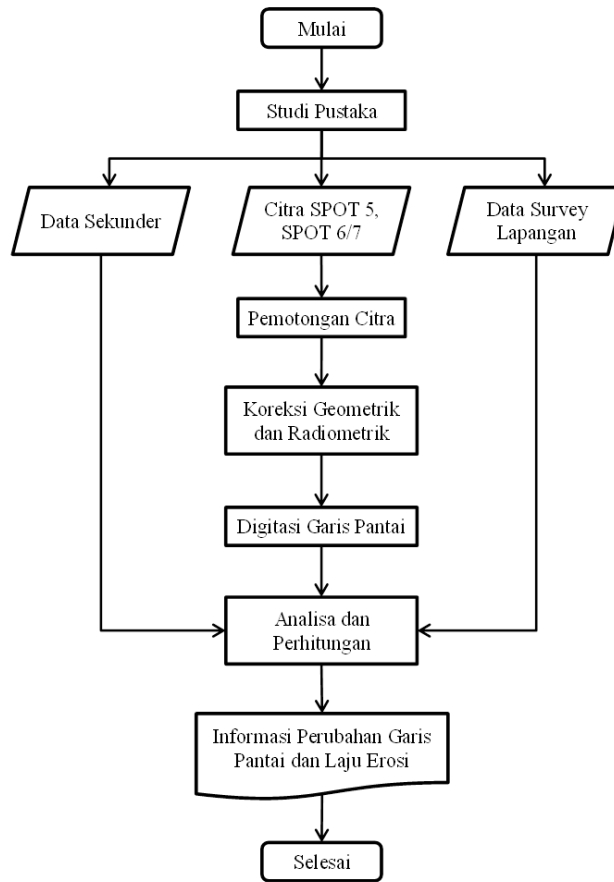 Mulai
Studi Pustaka
Data Sekunder
Citra SPOT 5,
SPOT 6/7
Data Survey
Lapangan
Pemotongan Citra
Koreksi Geometrik
dan Radiometrik
Digitasi Garis Pantai
Analisa dan
Perhitungan
Informasi Perubahan Garis
Pantai dan Laju Erosi
Selesai